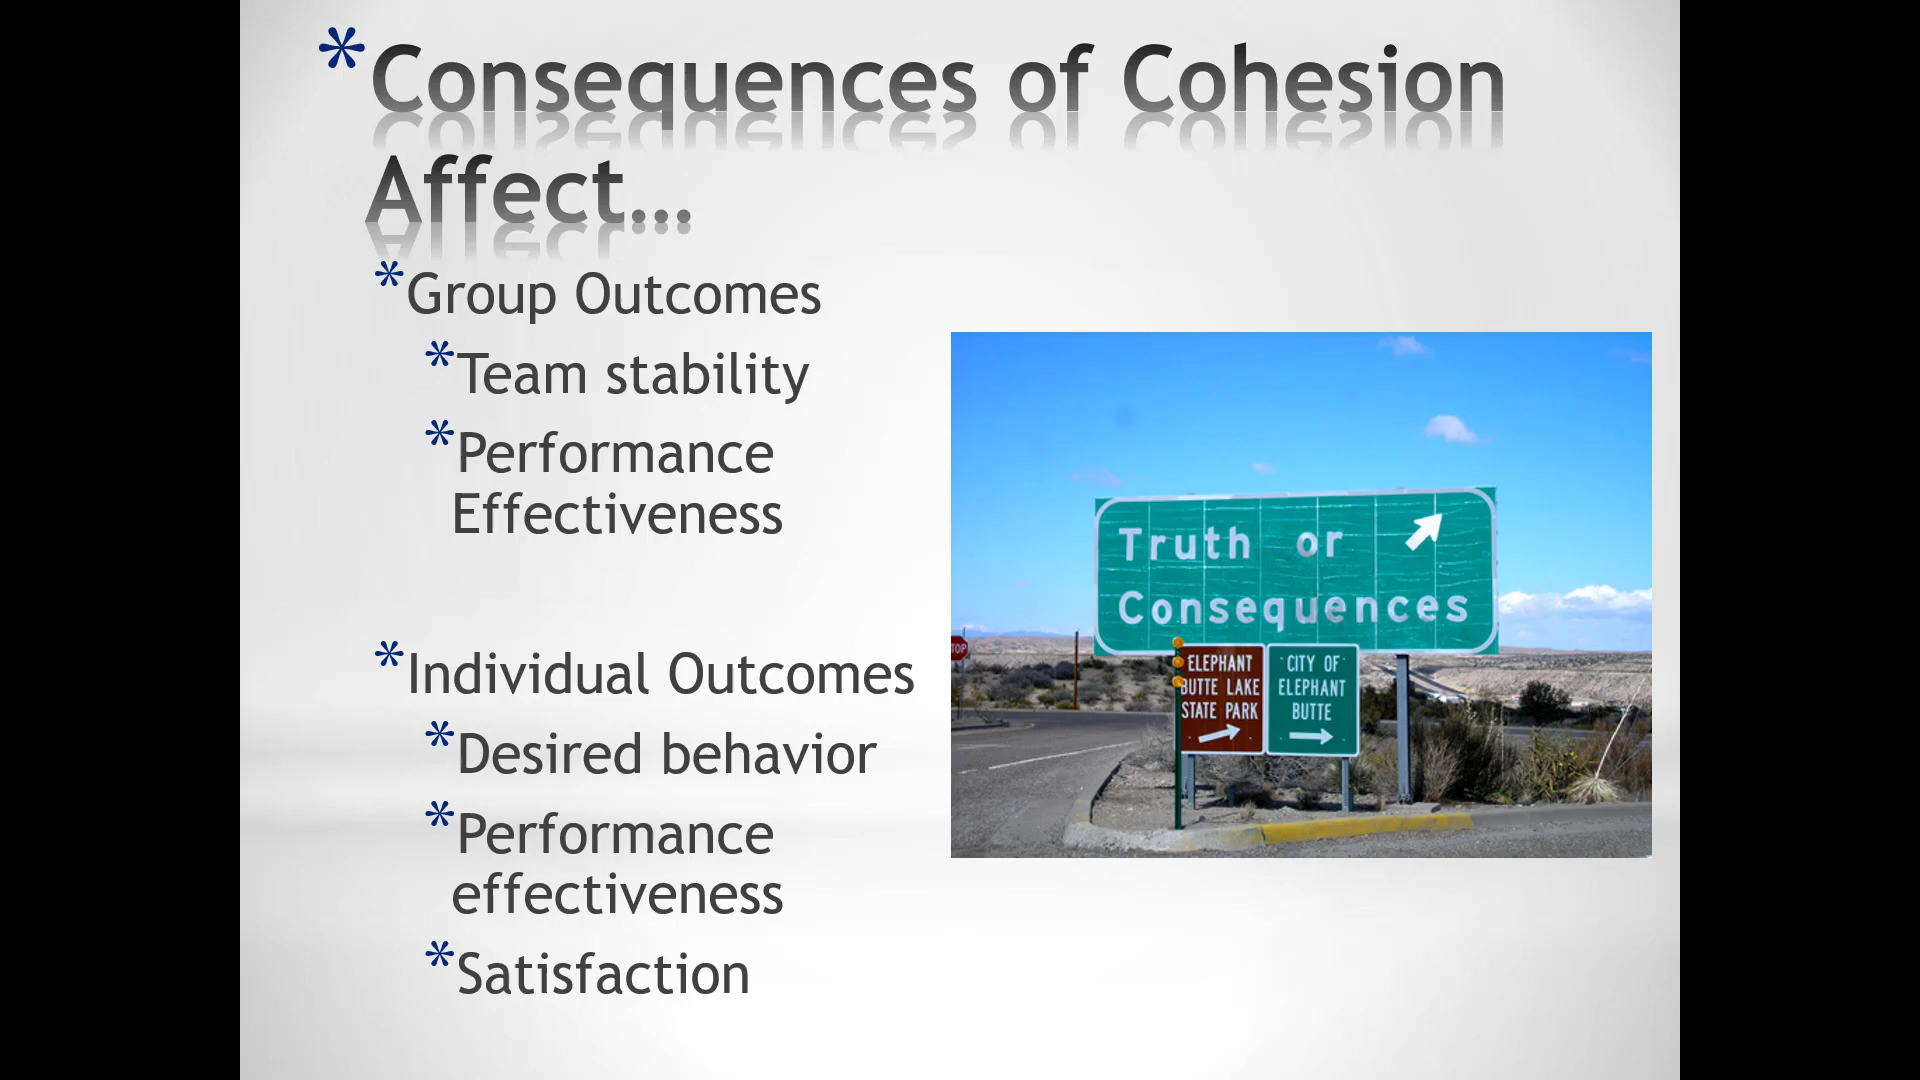 *Consequences of Cohesion
Affect…
*Group Outcomes
*Team stability
*Performance
Effectiveness
*Individual Outcomes
*Desired behavior
*Performance
effectiveness
*Satisfaction
Truth or
Consequences
TOP
ELEPHANT
BUTTE LAKE
STATE PARK
CITY OF
ELEPHANT
BUTTE